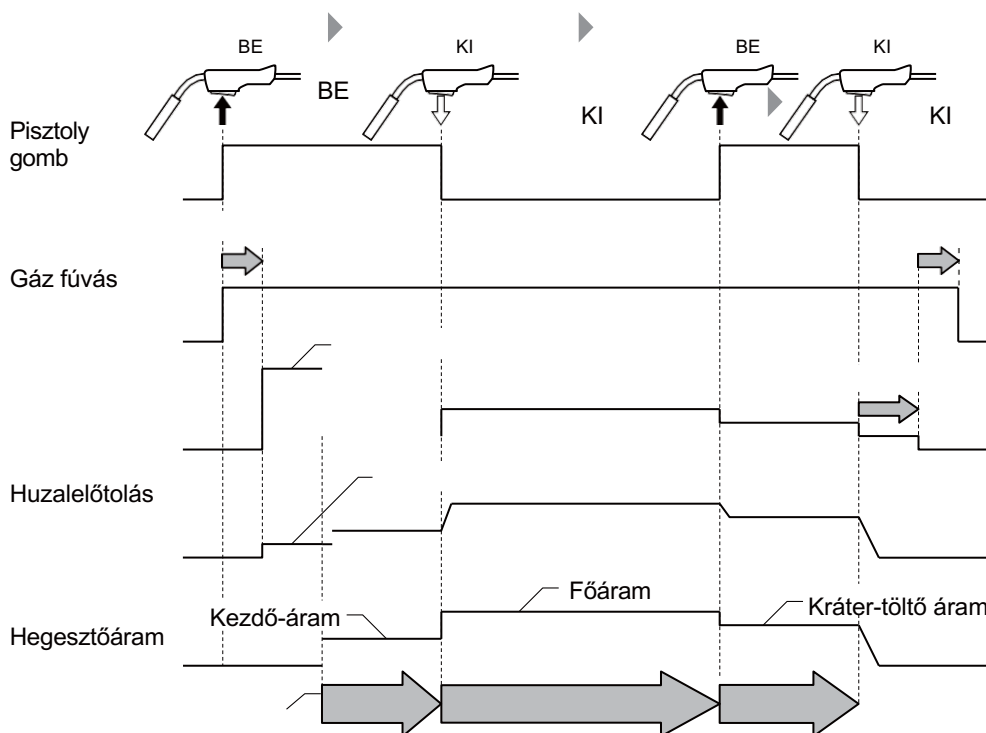 BE
KI
BE
KI
BE
KI
KI
Pisztoly
gomb
Gáz fúvás
Huzalelőtolás
Főáram
Kezdő-áram
Kráter-töltő áram
Hegesztőáram